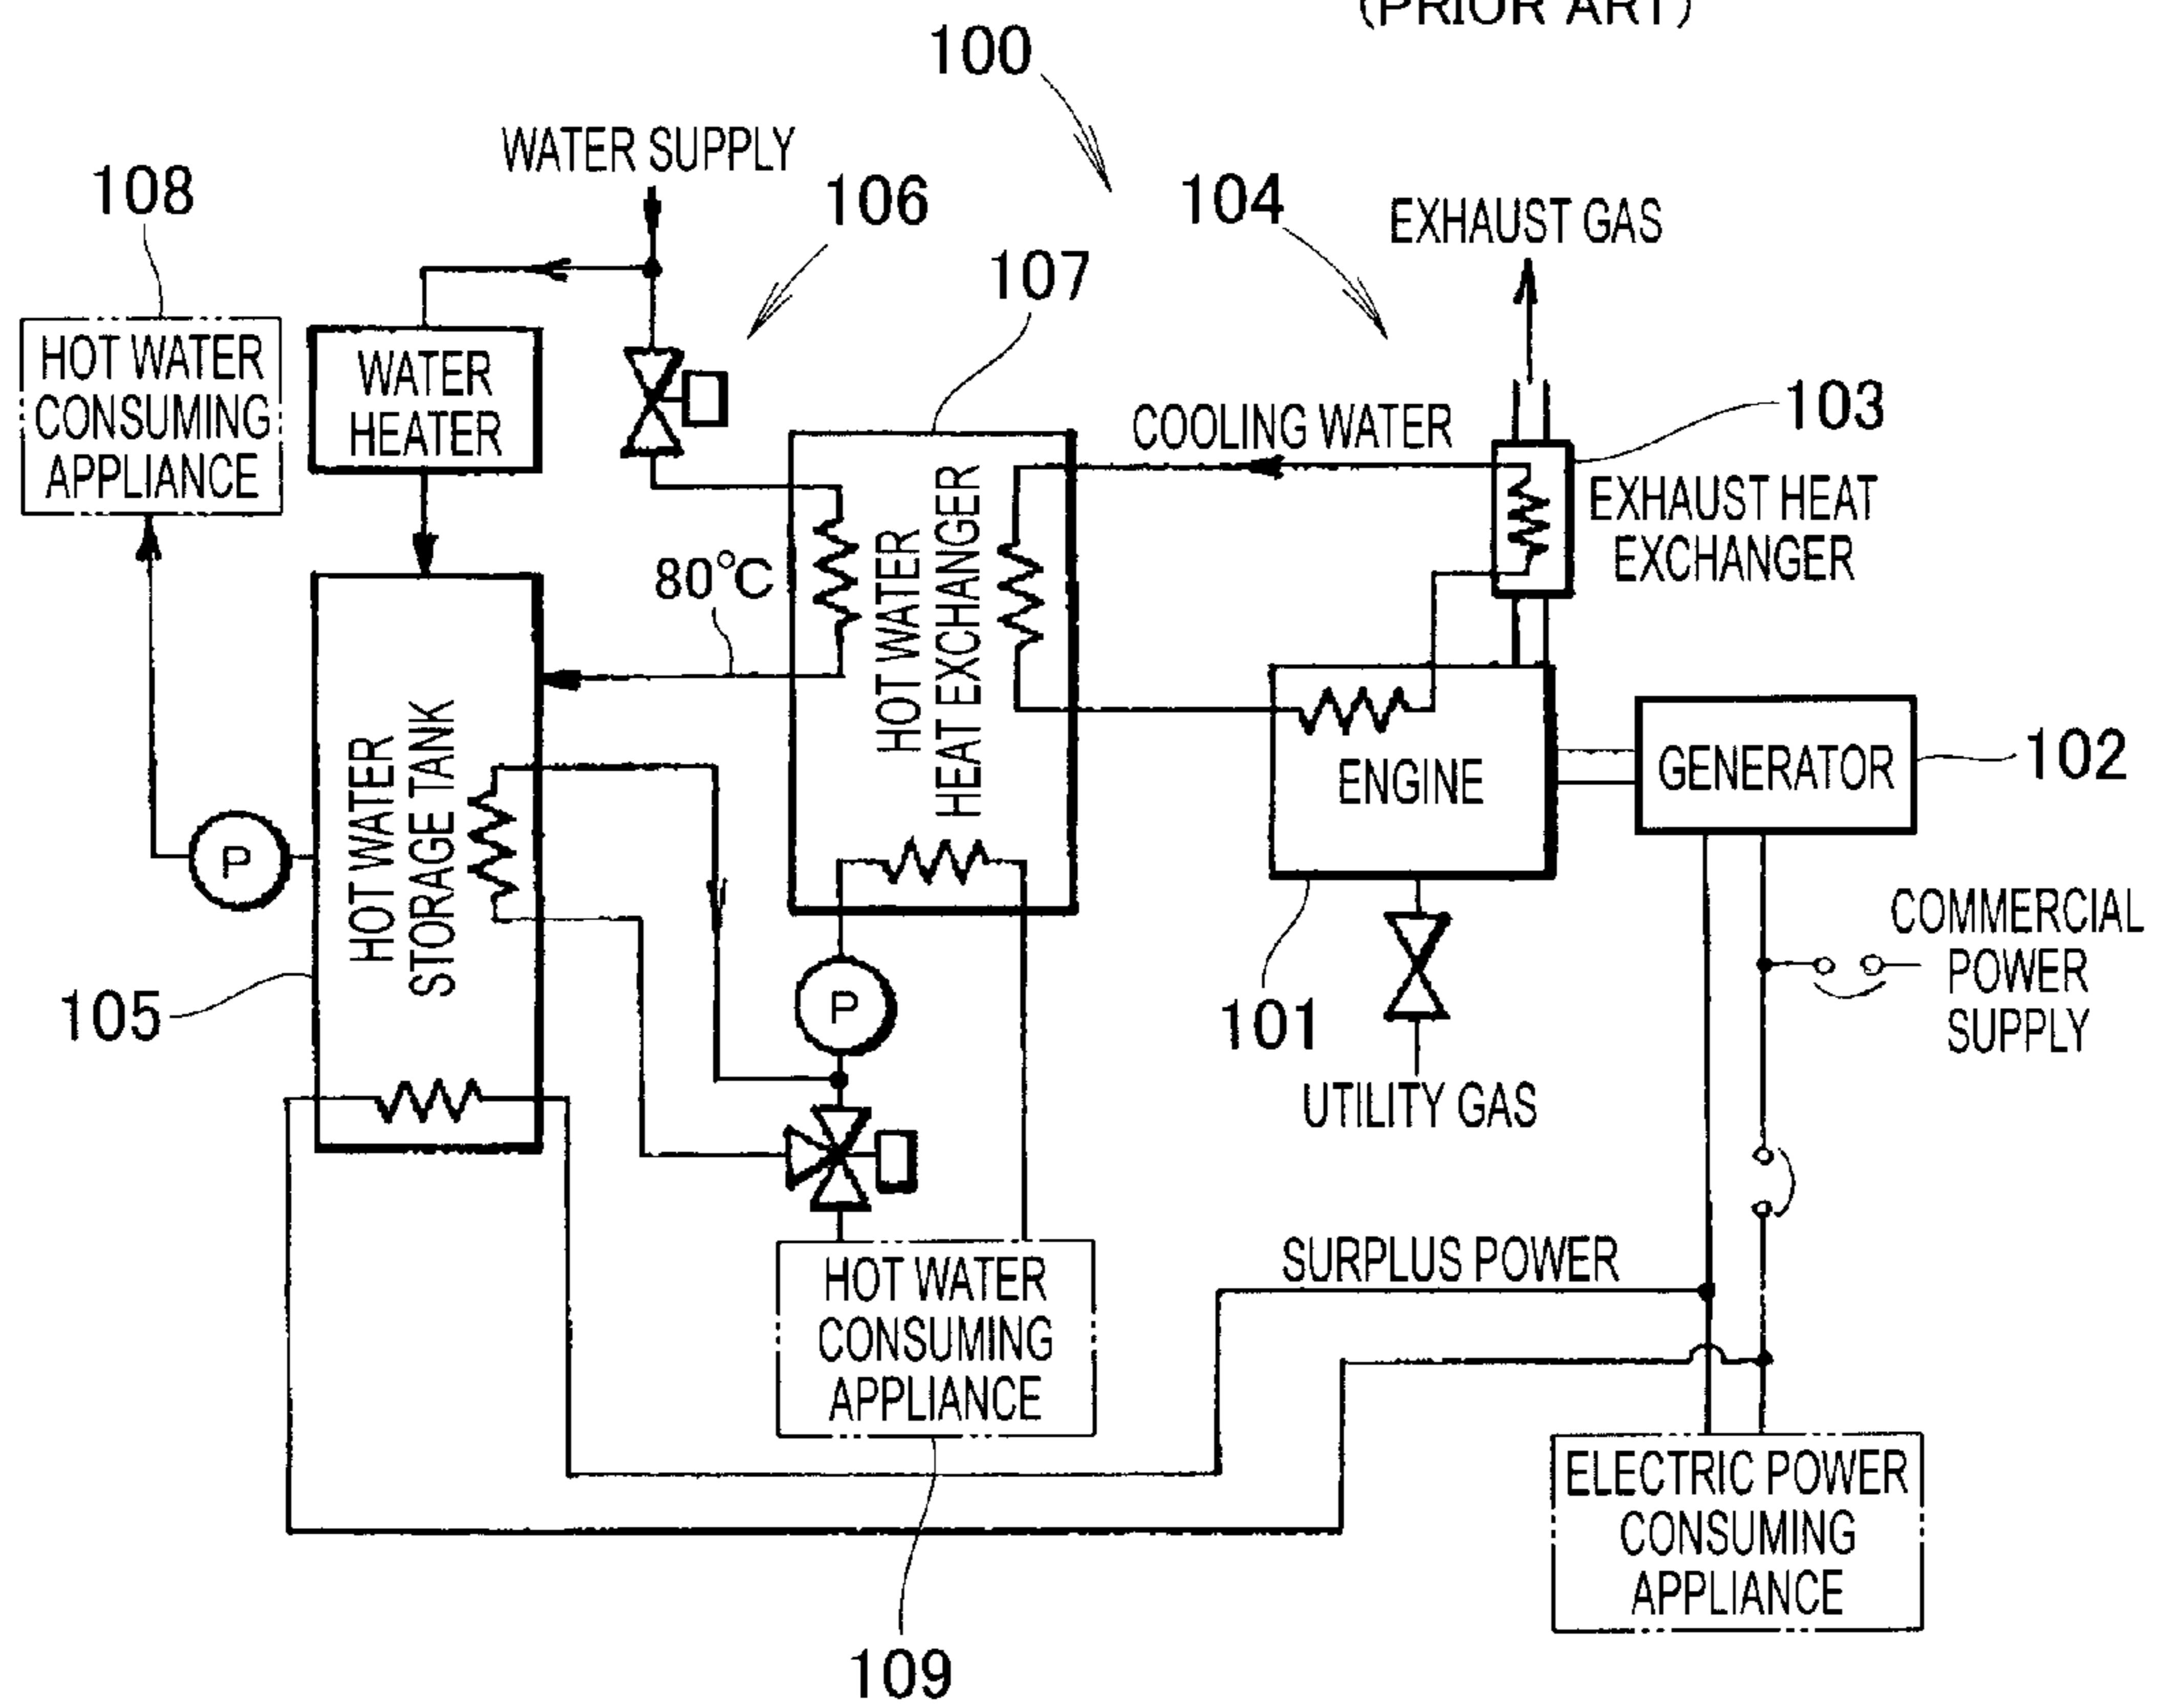 (PRIOR ART)
100
WATER SUPPLY
108
106
104
EXHAUST GAS
107
HOT WATER
CONSUMING
APPLIANCE
WATER
HEATER
COOLING WATER
103
EXHAUST HEAT
EXCHANGER
80°C
HOT WATER
HEAT EXCHANGER
HOT WATER
STORAGE TANK
ENGINE
GENERATOR
102
P
COMMERCIAL
POWER
SUPPLY
105
P
101
UTILITY GAS
SURPLUS POWER
HOT WATER
CONSUMING
APPLIANCE
ELECTRIC POWER
CONSUMING
APPLIANCE
109